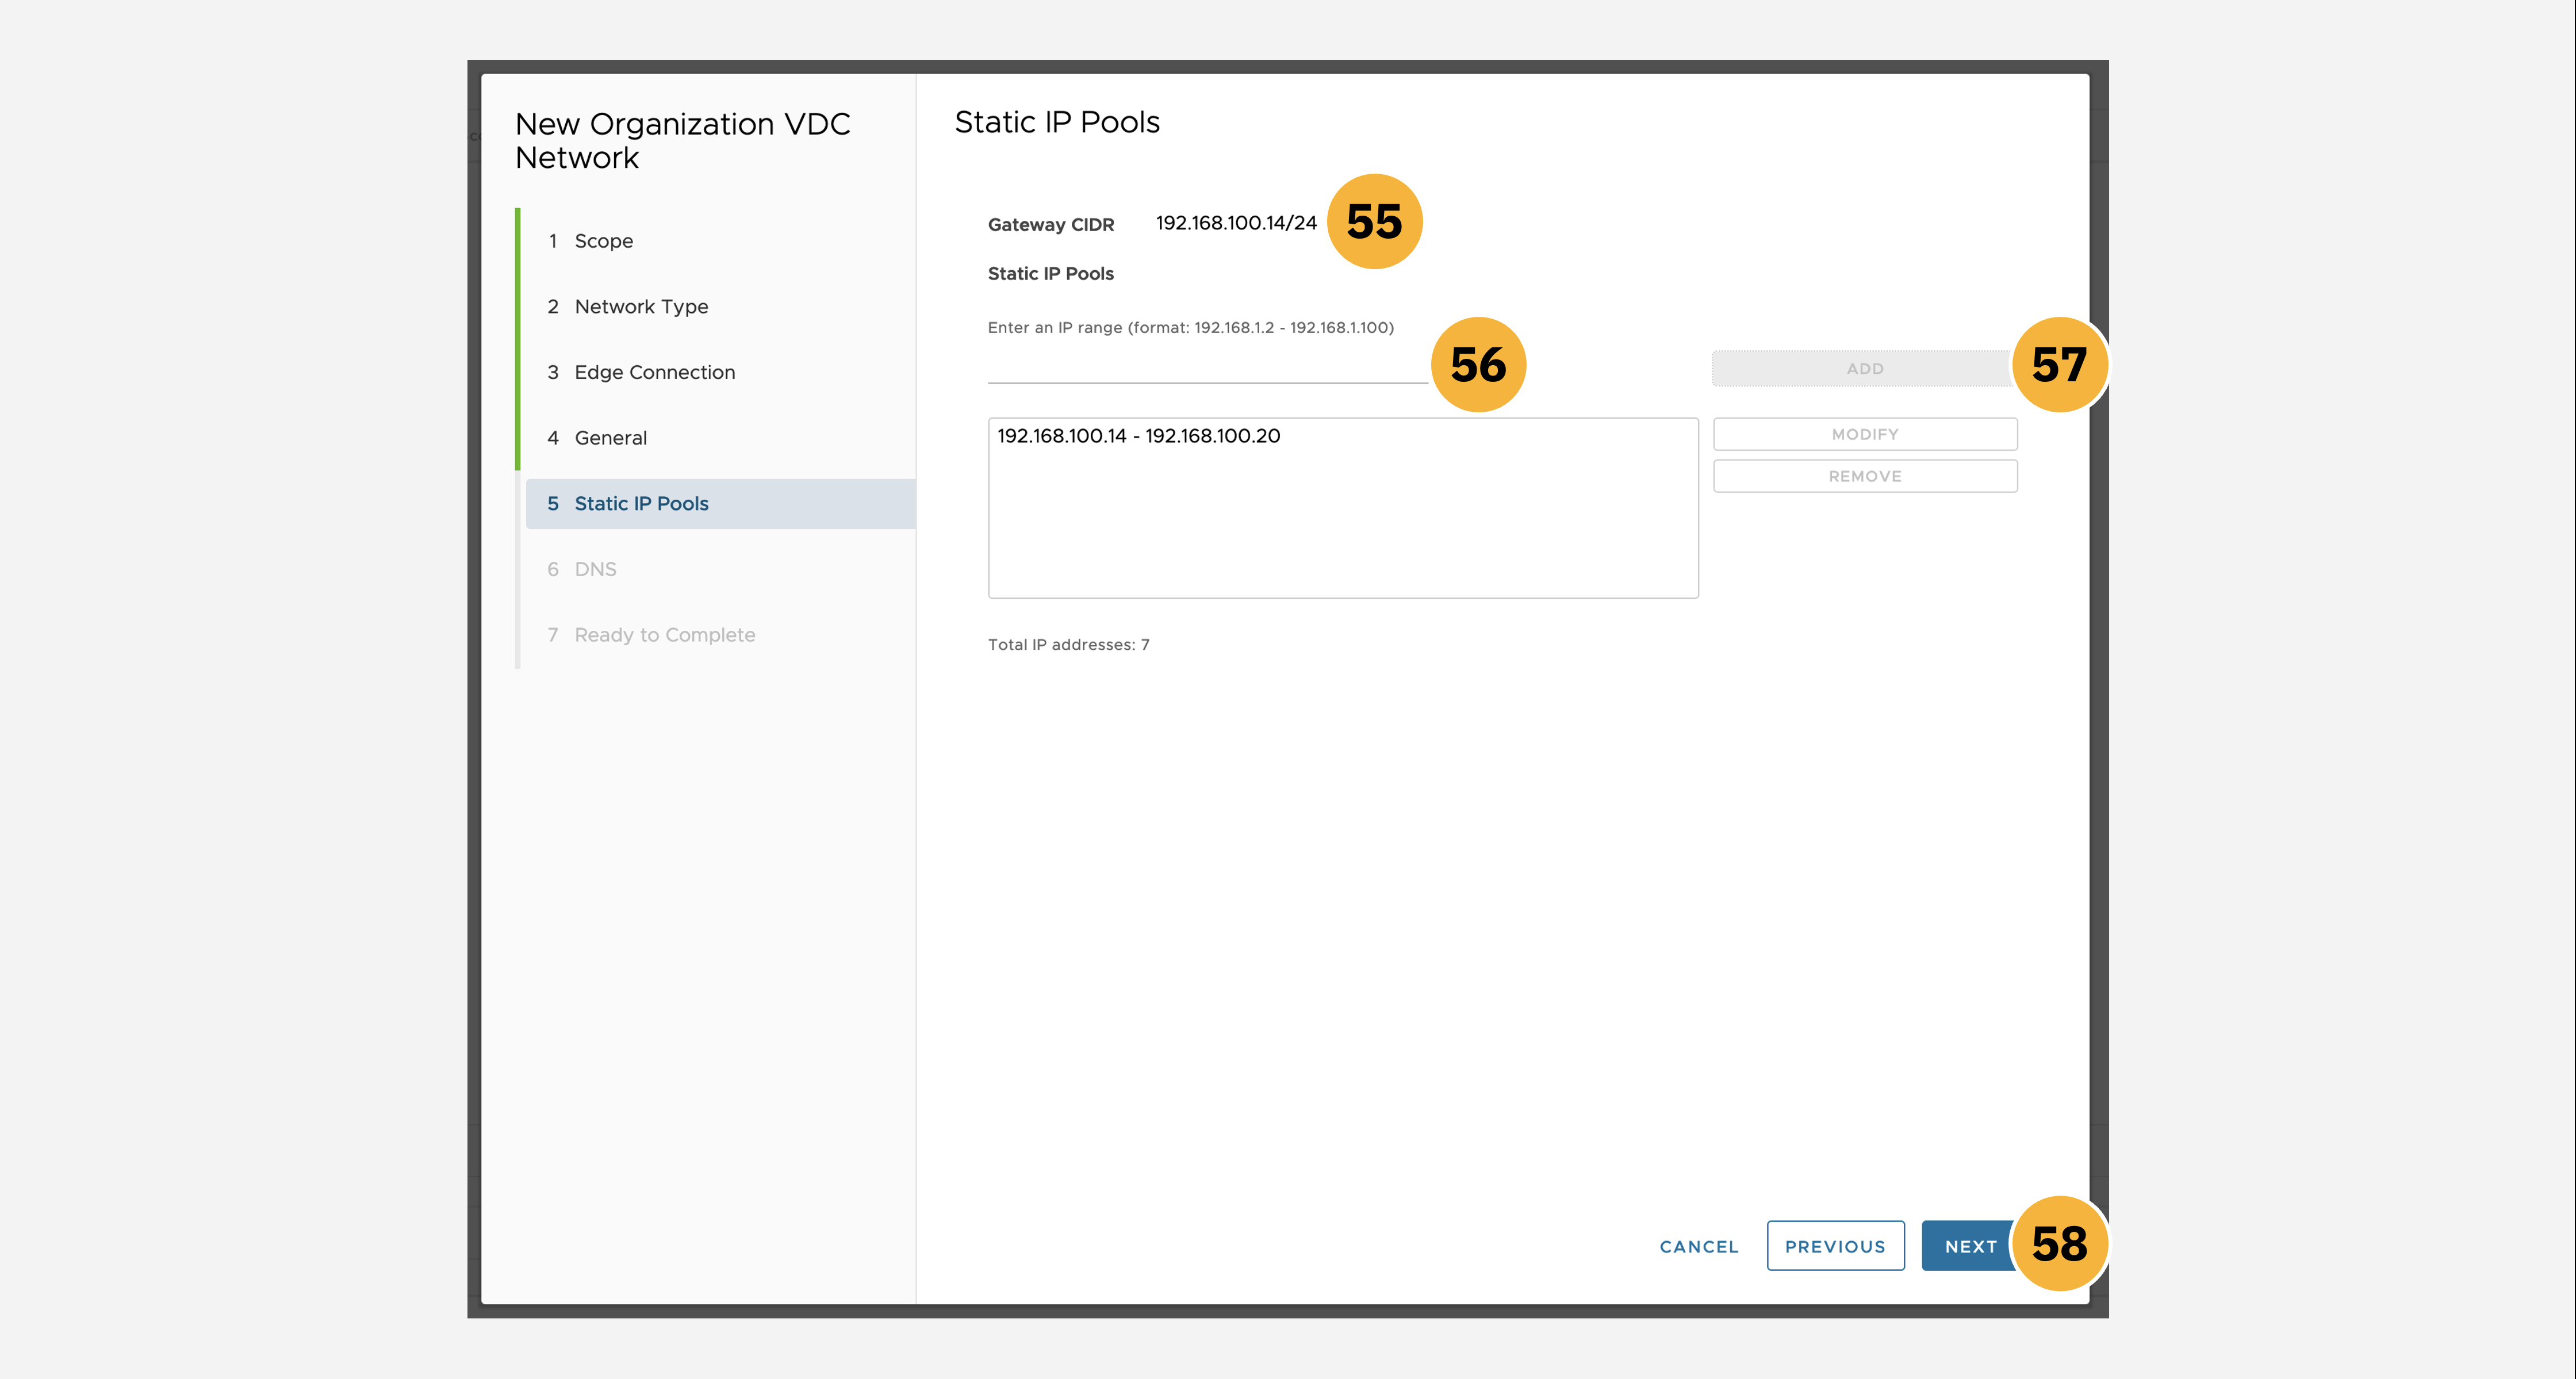 New Organization VDC
Network
1 Scope
2 Network Type
3 Edge Connection
4 General
5 Static IP Pools
6 DNS
7 Ready to Complete
Static IP Pools
Gateway CIDR 192.168.100.14/24 55
Static IP Pools
Enter an IP range (format: 192.168.1.2 - 192.168.1.100)
56
ADD 57
192.168.100.14 - 192.168.100.20
MODIFY
REMOVE
Total IP addresses: 7
CANCEL PREVIOUS NEXT 58